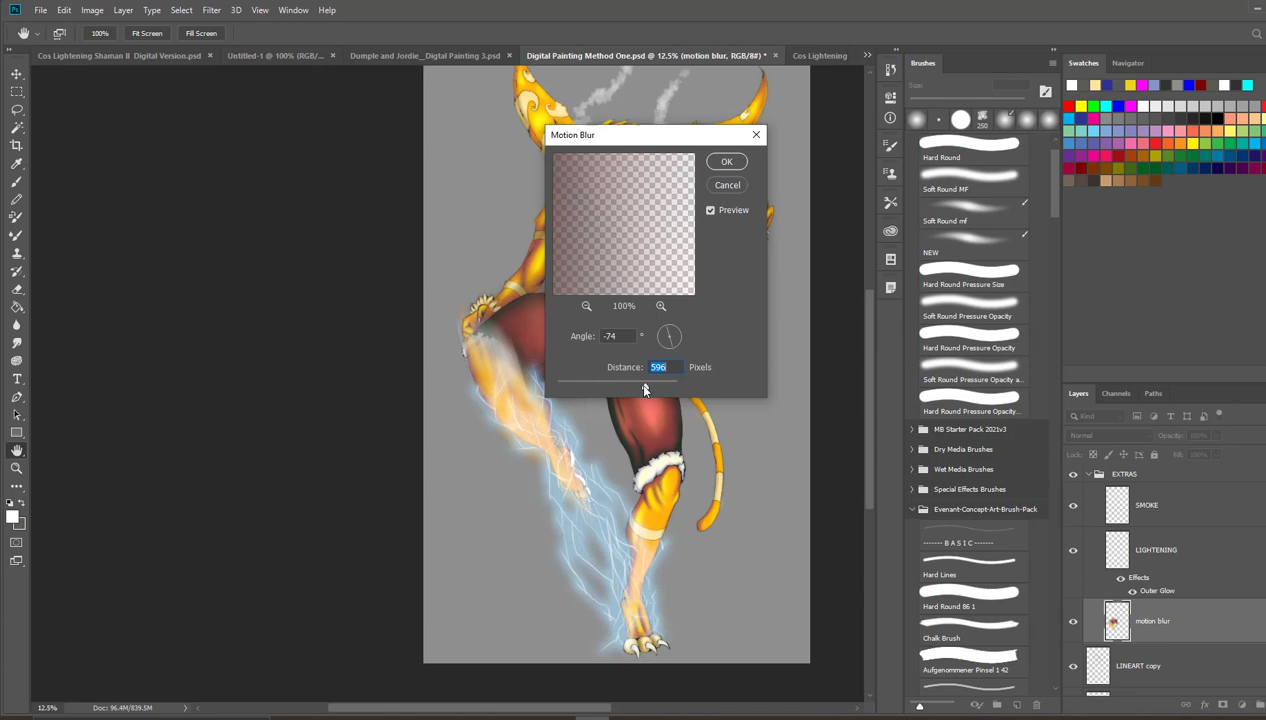 Ps File Edit Image Layer Type Select Filter 3D View Window Help
100% Fit Screen Fill Screen
Cos Lightening Shaman II Digital Version.psd × Untitled-1 @ 100% (RGB/... × Dumple and Jordie__Digtal Painting 3.psd × Digital Painting Method One.psd @ 12.5% (motion blur, RGB/8#) * × Cos Lightening
Motion Blur
OK
Cancel
Preview
100%
Angle: -74 °
Distance: 596 Pixels
12.5% Doc: 96.4M/839.5M
Brushes
Size:
250
Hard Round
Soft Round MF
Soft Round mf
NEW
Hard Round Pressure Size
Soft Round Pressure Opacity
Hard Round Pressure Opacity
Soft Round Pressure Opacity a...
Hard Round Pressure Opacity...
MB Starter Pack 2021v3
Dry Media Brushes
Wet Media Brushes
Special Effects Brushes
Evenant-Concept-Art-Brush-Pack
------- B A S I C -------
Hard Lines
Hard Round 86 1
Chalk Brush
Aufgenommener Pinsel 1 42
Swatches Navigator
Layers Channels Paths
Kind
Normal Opacity: 100%
Lock: Fill: 100%
EXTRAS
SMOKE
LIGHTENING
Effects
Outer Glow
motion blur
LINEART copy